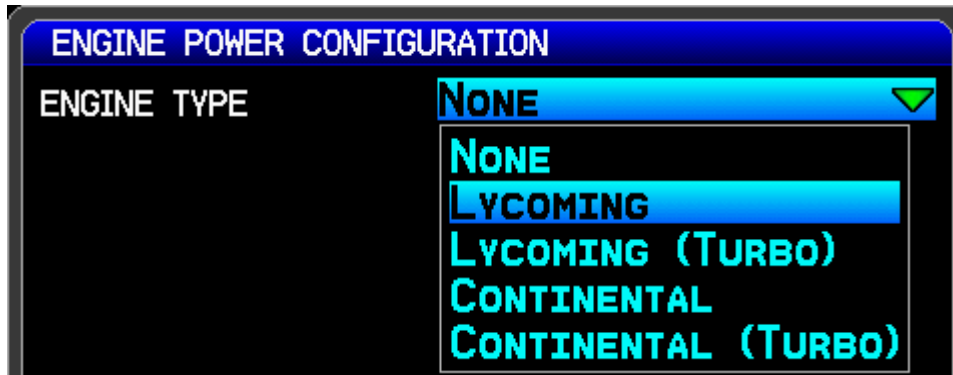 ENGINE POWER CONFIGURATION
ENGINE TYPE NONE
NONE
LYCOMING
LYCOMING (TURBO)
CONTINENTAL
CONTINENTAL (TURBO)